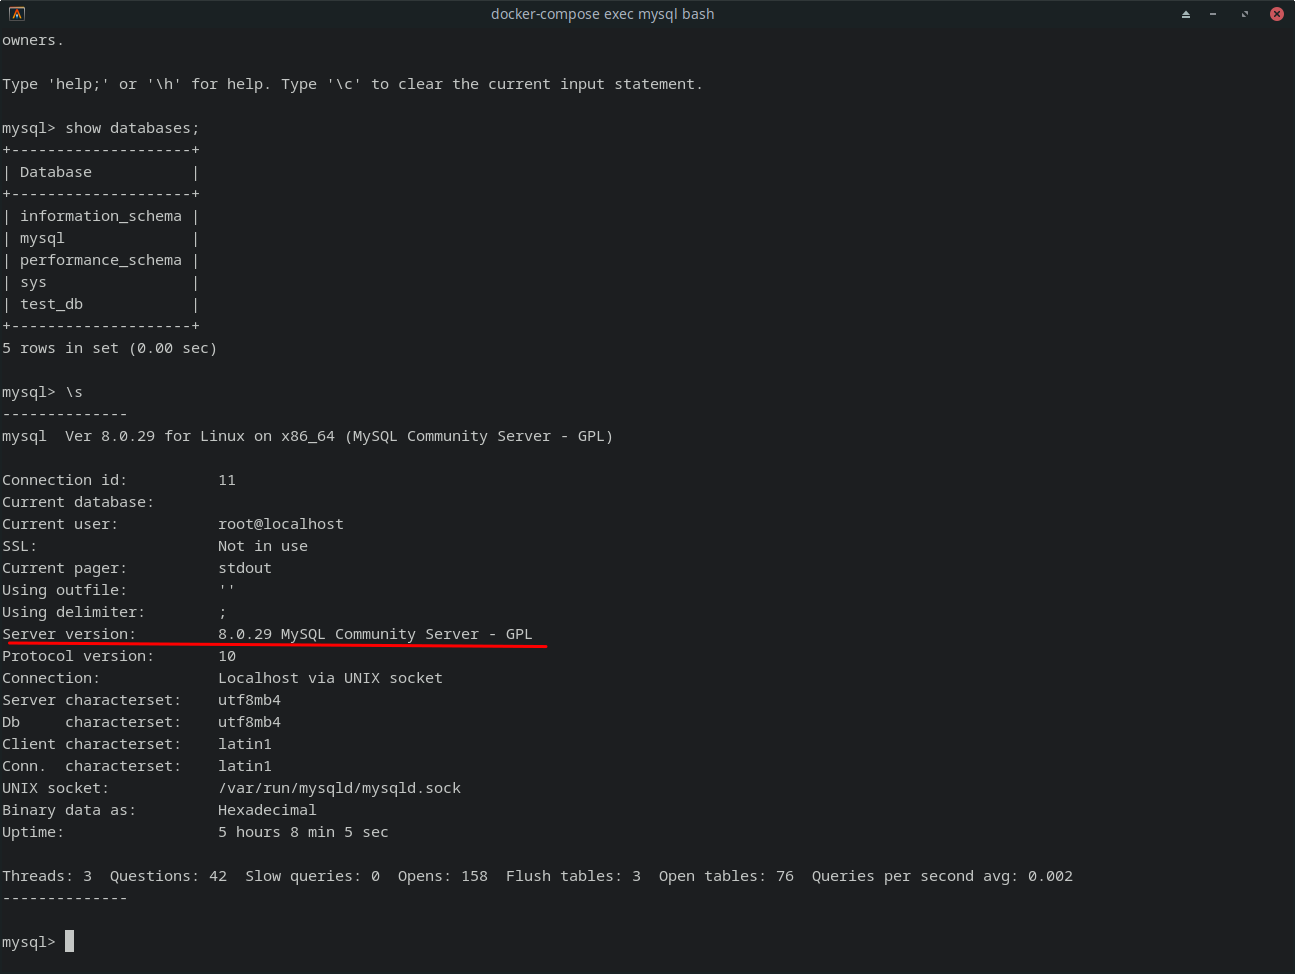 docker-compose exec mysql bash
owners.
Type 'help;' or '\h' for help. Type '\c' to clear the current input statement.
mysql> show databases;
+--------------------+
| Database           |
+--------------------+
| information_schema |
| mysql              |
| performance_schema |
| sys                |
| test_db            |
+--------------------+
5 rows in set (0.00 sec)
mysql> \s
--------------
mysql  Ver 8.0.29 for Linux on x86_64 (MySQL Community Server - GPL)
Connection id:          11
Current database:
Current user:           root@localhost
SSL:                    Not in use
Current pager:          stdout
Using outfile:          ''
Using delimiter:        ;
Server version:         8.0.29 MySQL Community Server - GPL
Protocol version:       10
Connection:             Localhost via UNIX socket
Server characterset:    utf8mb4
Db     characterset:    utf8mb4
Client characterset:    latin1
Conn.  characterset:    latin1
UNIX socket:            /var/run/mysqld/mysqld.sock
Binary data as:         Hexadecimal
Uptime:                 5 hours 8 min 5 sec
Threads: 3  Questions: 42  Slow queries: 0  Opens: 158  Flush tables: 3  Open tables: 76  Queries per second avg: 0.002
--------------
mysql>